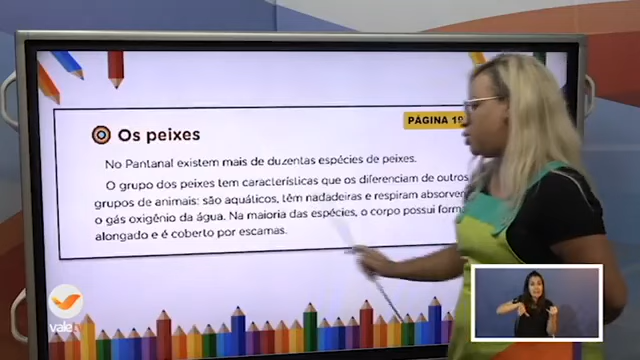 Os peixes
PÁGINA 19
No Pantanal existem mais de duzentas espécies de peixes.
O grupo dos peixes tem características que os diferenciam de outros
grupos de animais: são aquáticos, têm nadadeiras e respiram absorven
o gás oxigênio da água. Na maioria das espécies, o corpo possui form
alongado e é coberto por escamas.
vale